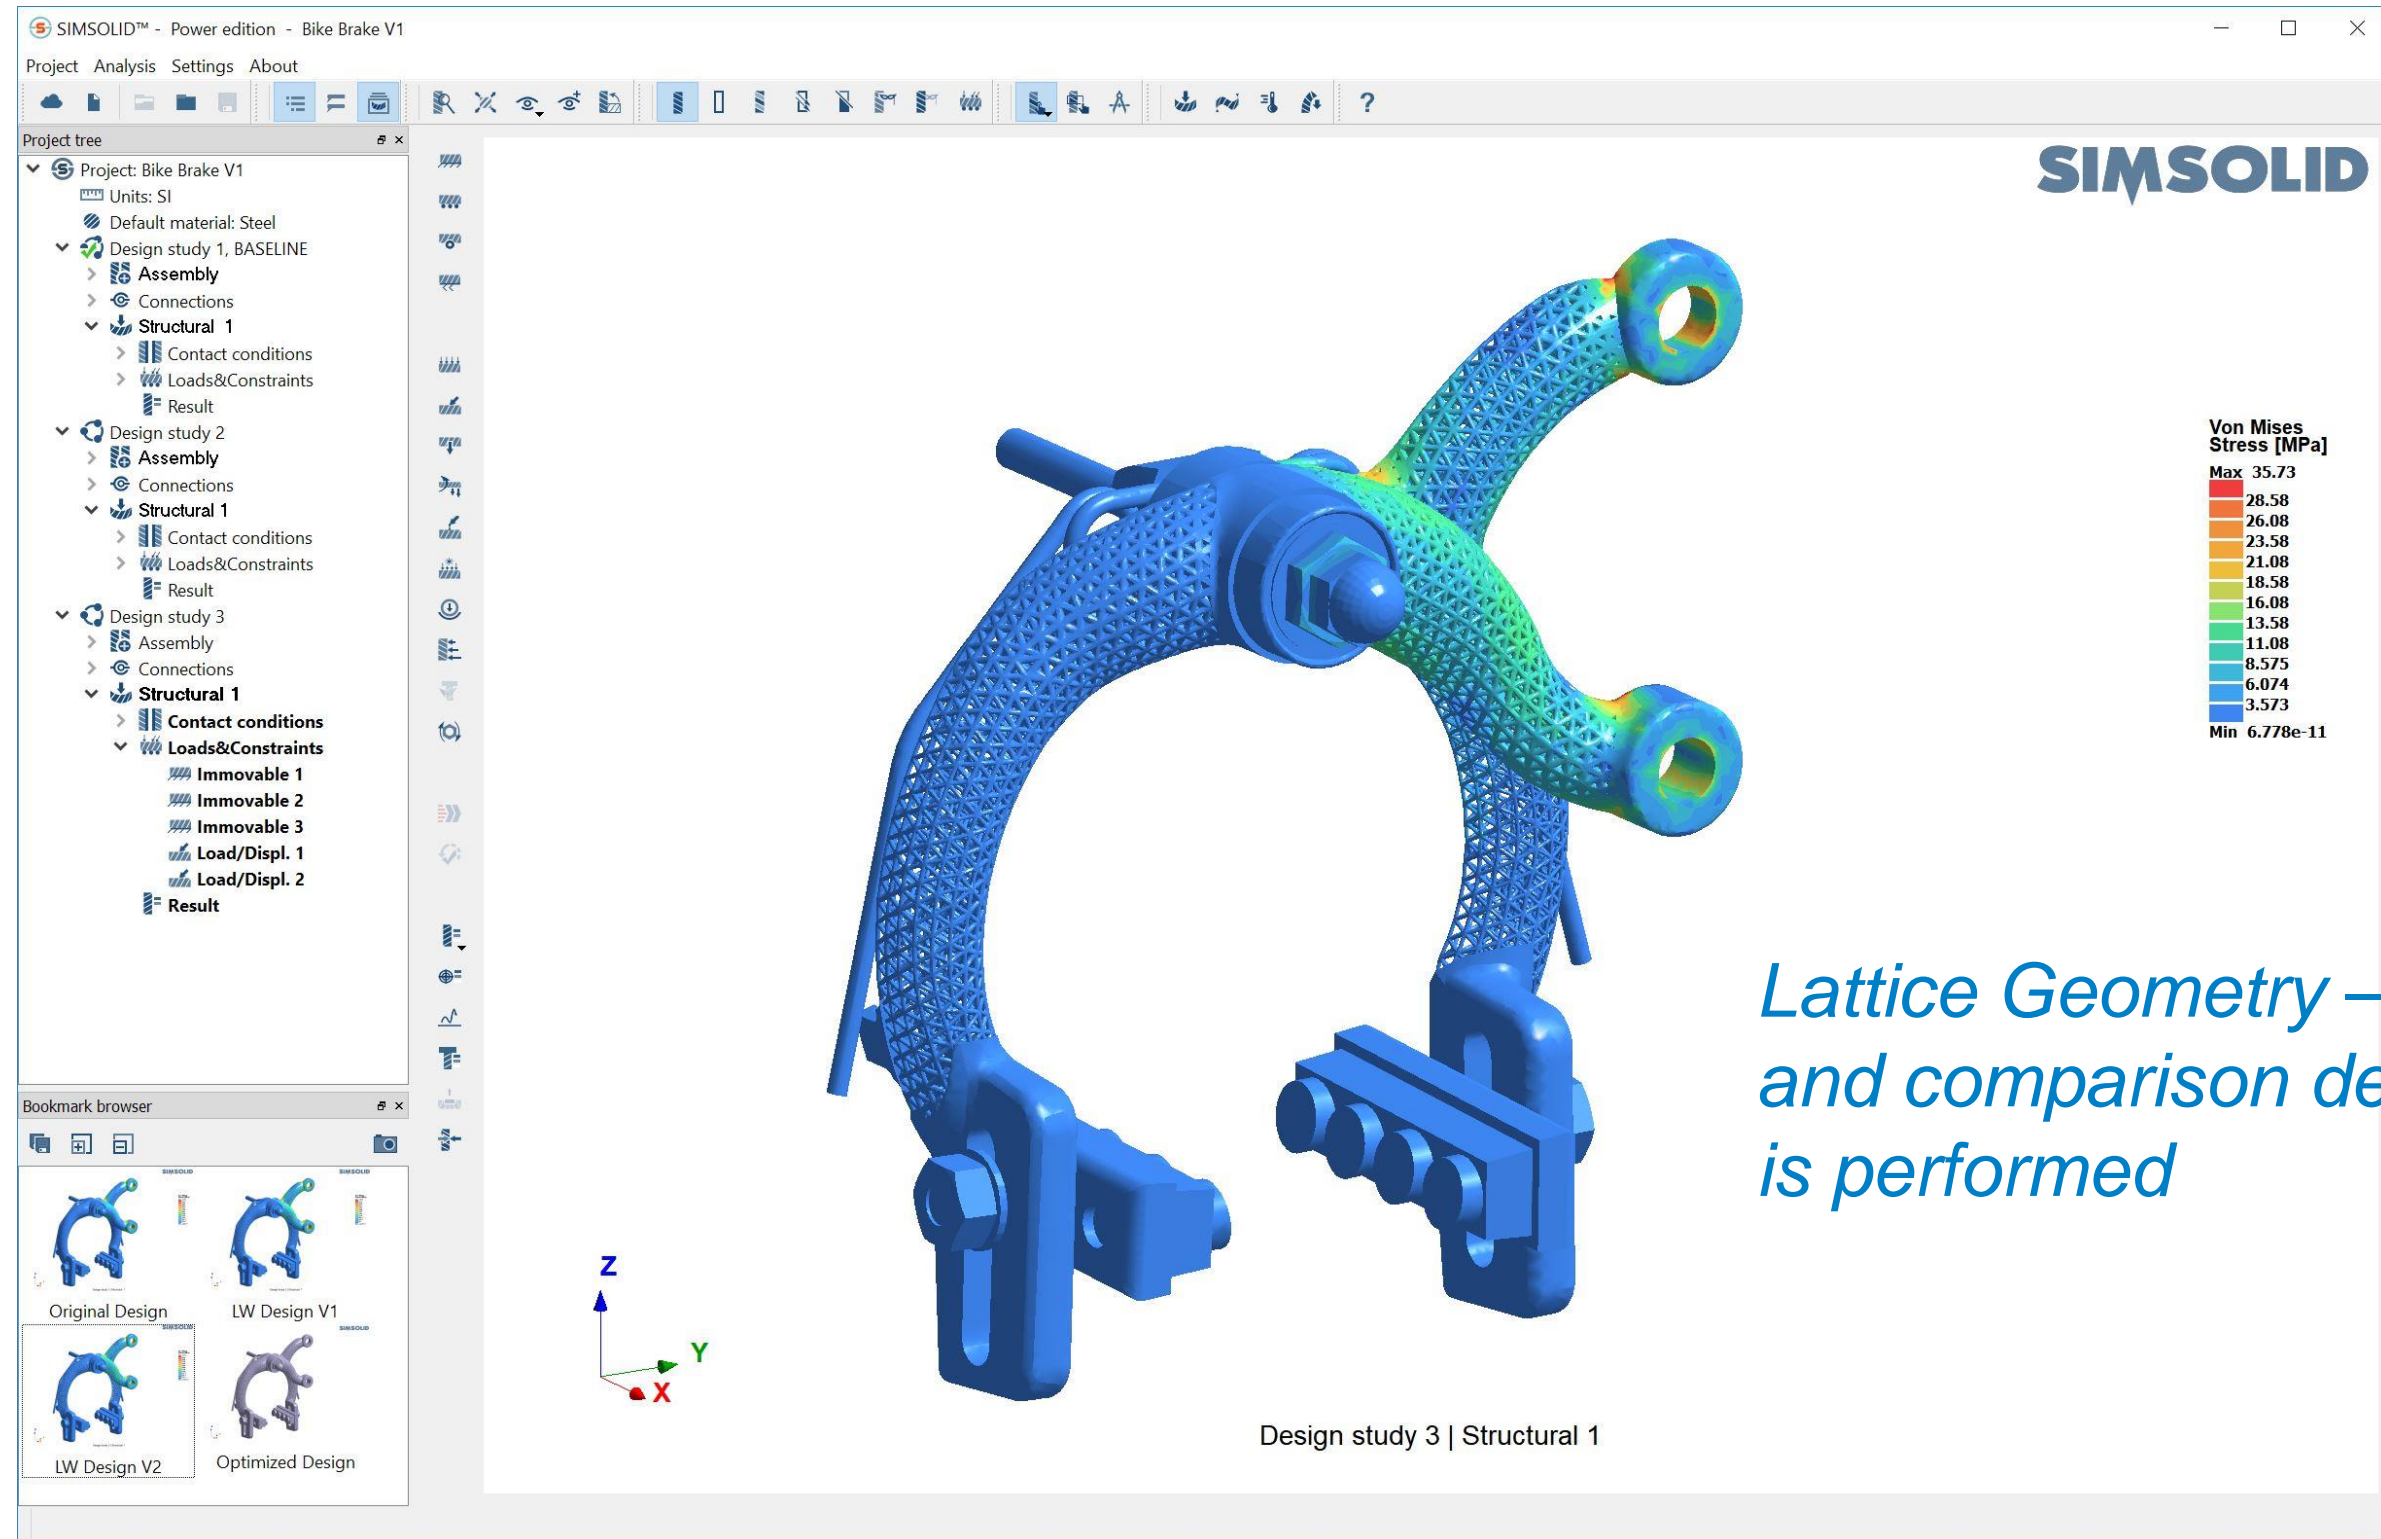 SIMSOLID™ - Power edition - Bike Brake V1
Project Analysis Settings About
Project tree
Project: Bike Brake V1
Units: SI
Default material: Steel
Design study 1, BASELINE
Assembly
Connections
Structural 1
Contact conditions
Loads&Constraints
Result
Design study 2
Assembly
Connections
Structural 1
Contact conditions
Loads&Constraints
Result
Design study 3
Assembly
Connections
Structural 1
Contact conditions
Loads&Constraints
Immovable 1
Immovable 2
Immovable 3
Load/Displ. 1
Load/Displ. 2
Result
Bookmark browser
Original Design
LW Design V1
LW Design V2
Optimized Design
SIMSOLID
Von Mises
Stress [MPa]
Max 35.73
28.58
26.08
23.58
21.08
18.58
16.08
13.58
11.08
8.575
6.074
3.573
Min 6.778e-11
Lattice Geometry –
and comparison de
is performed
Z
Y
X
Design study 3 | Structural 1